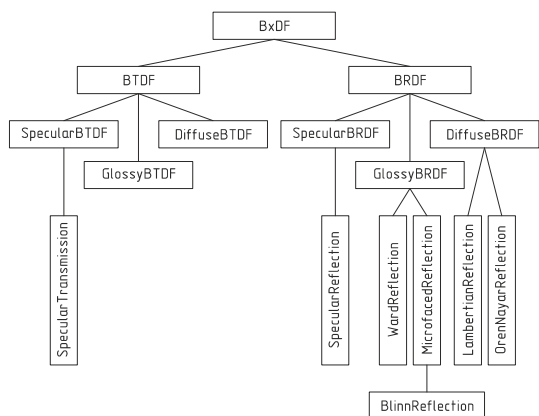 BxDF
BTDF
BRDF
SpecularBTDF
DiffuseBTDF
SpecularBRDF
DiffuseBRDF
GlossyBTDF
GlossyBRDF
SpecularTransmission
SpecularReflection
WardReflection
MicrofacedReflection
LambertianReflection
OrenNayarReflection
BlinnReflection